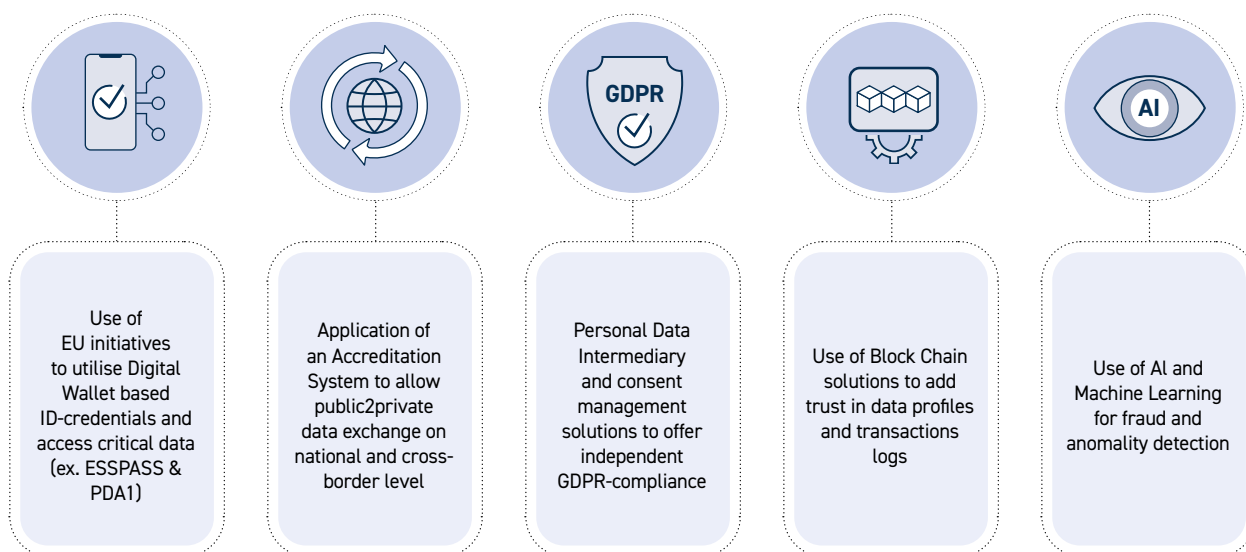 GDPR
AI
Use of
EU initiatives
to utilise Digital
Wallet based
ID-credentials and
access critical data
(ex. ESSPASS &
PDA1)
Application of
an Accreditation
System to allow
public2private
data exchange on
national and cross-
border level
Personal Data
Intermediary
and consent
management
solutions to offer
independent
GDPR-compliance
Use of Block Chain
solutions to add
trust in data profiles
and transactions
logs
Use of AI and
Machine Learning
for fraud and
anomality detection